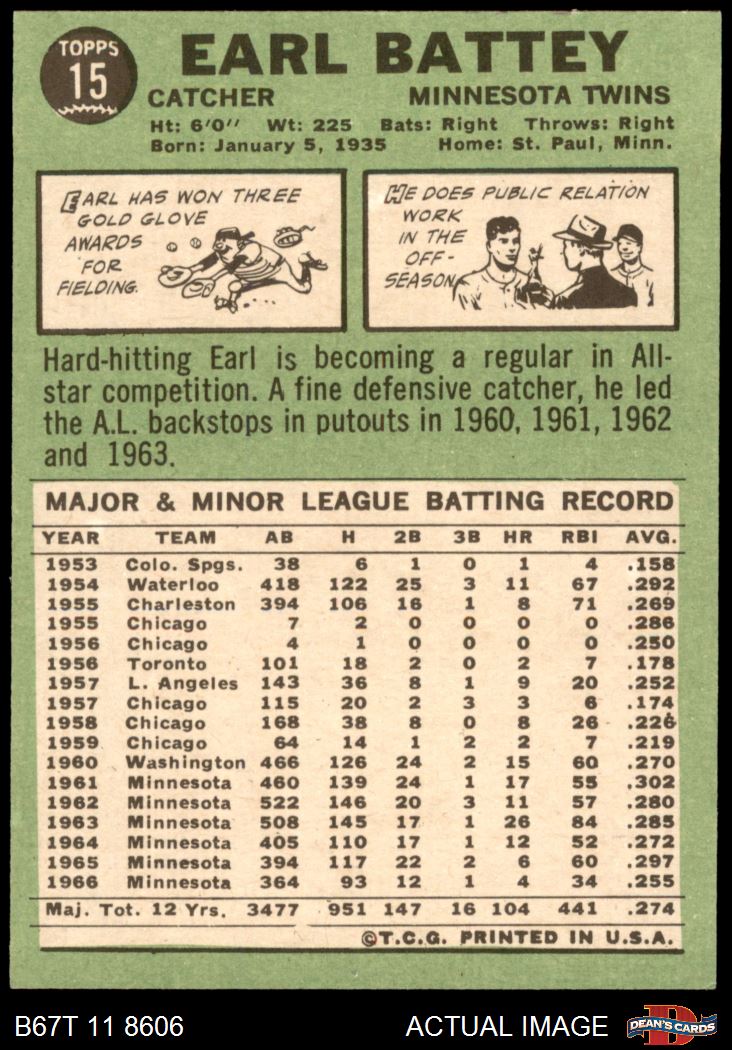 TOPPS
15
EARL BATTEY
CATCHER MINNESOTA TWINS
Ht: 6'0" Wt: 225 Bats: Right Throws: Right
Born: January 5, 1935 Home: St. Paul, Minn.
EARL HAS WON THREE
GOLD GLOVE
AWARDS
FOR
FIELDING.
HE DOES PUBLIC RELATION
WORK
IN THE
OFF-
SEASON
Hard-hitting Earl is becoming a regular in All-
star competition. A fine defensive catcher, he led
the A.L. backstops in putouts in 1960, 1961, 1962
and 1963.
MAJOR & MINOR LEAGUE BATTING RECORD
YEAR TEAM AB H 2B 3B HR RBI AVG.
1953 Colo. Spgs. 38 6 1 0 1 4 .158
1954 Waterloo 418 122 25 3 11 67 .292
1955 Charleston 394 106 16 1 8 71 .269
1955 Chicago 7 2 0 0 0 0 .286
1956 Chicago 4 1 0 0 0 0 .250
1956 Toronto 101 18 2 0 2 7 .178
1957 L. Angeles 143 36 8 1 9 20 .252
1957 Chicago 115 20 2 3 3 6 .174
1958 Chicago 168 38 8 0 8 26 .226
1959 Chicago 64 14 1 2 2 7 .219
1960 Washington 466 126 24 2 15 60 .270
1961 Minnesota 460 139 24 1 17 55 .302
1962 Minnesota 522 146 20 3 11 57 .280
1963 Minnesota 508 145 17 1 26 84 .285
1964 Minnesota 405 110 17 1 12 52 .272
1965 Minnesota 394 117 22 2 6 60 .297
1966 Minnesota 364 93 12 1 4 34 .255
Maj. Tot. 12 Yrs. 3477 951 147 16 104 441 .274
©T.C.G. PRINTED IN U.S.A.
B67T 11 8606 ACTUAL IMAGE
D
DEAN'S CARDS